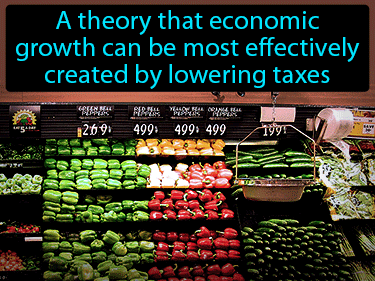 A theory that economic
growth can be most effectively
created by lowering taxes
GREEN BELL PEPPERS
RED BELL PEPPERS
YELLOW BELL PEPPERS
ORANGE BELL PEPPERS
269
499
499
499
199